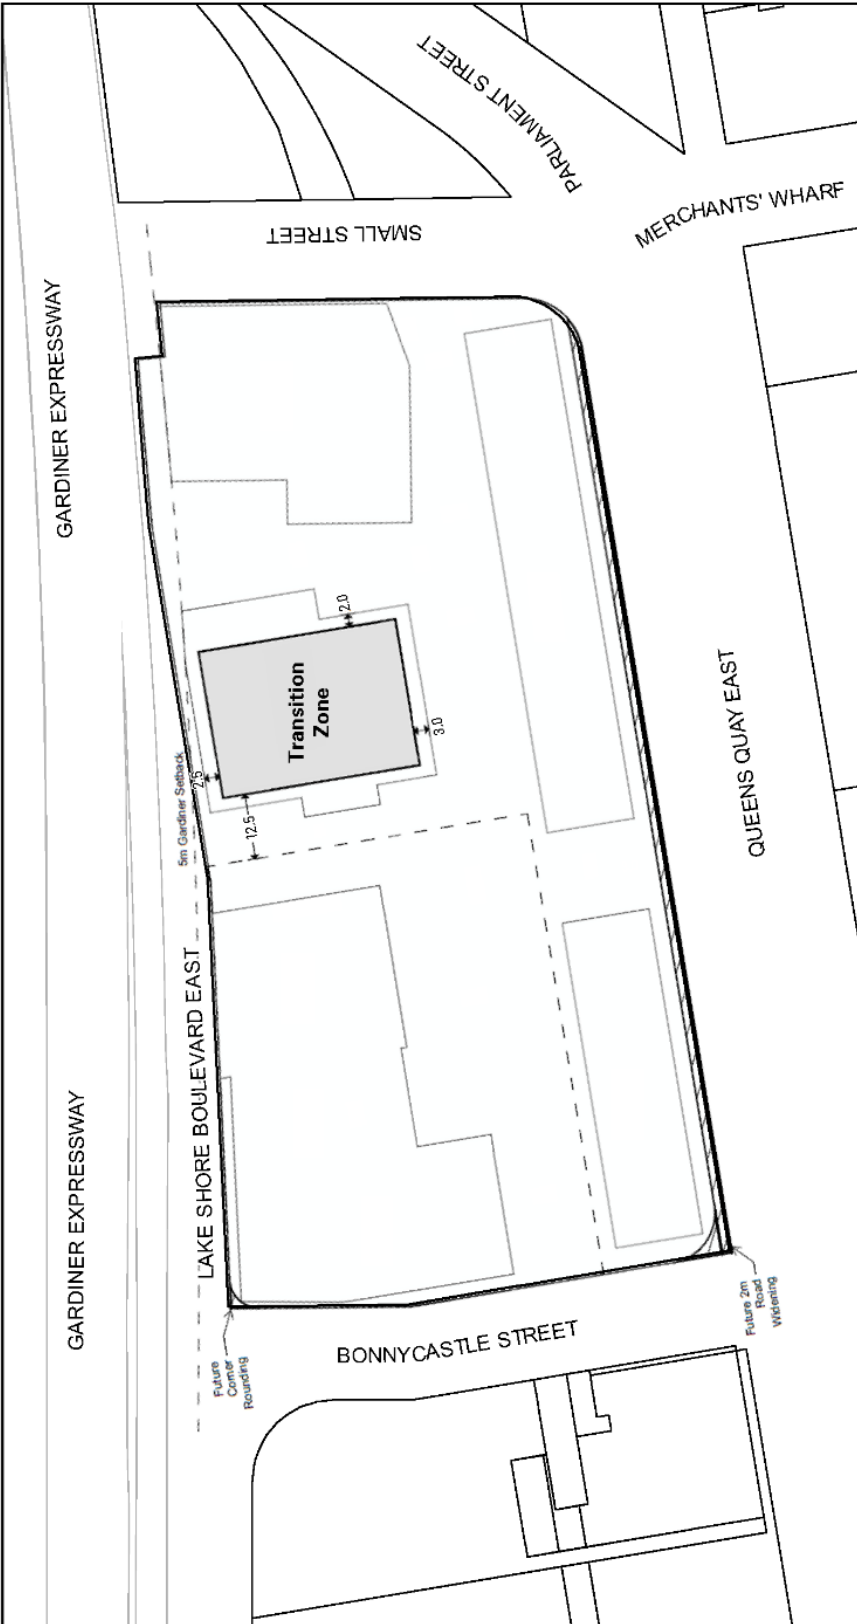 PARLIAMENT STREET
MERCHANTS' WHARF
SMALL STREET
GARDINER EXPRESSWAY
2.0
Transition
Zone
3.0
5m Gardiner Setback
2.5
12.5
QUEENS QUAY EAST
LAKE SHORE BOULEVARD EAST
GARDINER EXPRESSWAY
Future 2m
Road
Widening
BONNYCASTLE STREET
Future
Corner
Rounding